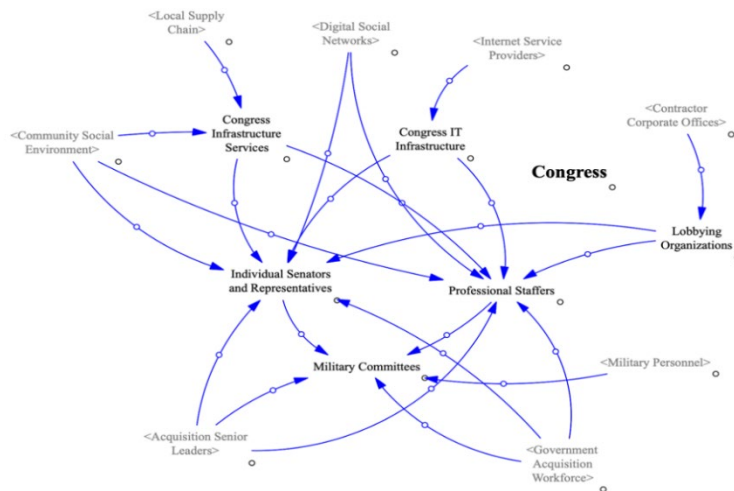 <Local Supply
Chain>
<Digital Social
Networks>
<Internet Service
Providers>
<Community Social
Environment>
Congress
Infrastructure
Services
Congress IT
Infrastructure
<Contractor
Corporate Offices>
Congress
Lobbying
Organizations
Individual Senators
and Representatives
Professional Staffers
Military Committees
<Military Personnel>
<Acquisition Senior
Leaders>
<Government
Acquisition
Workforce>